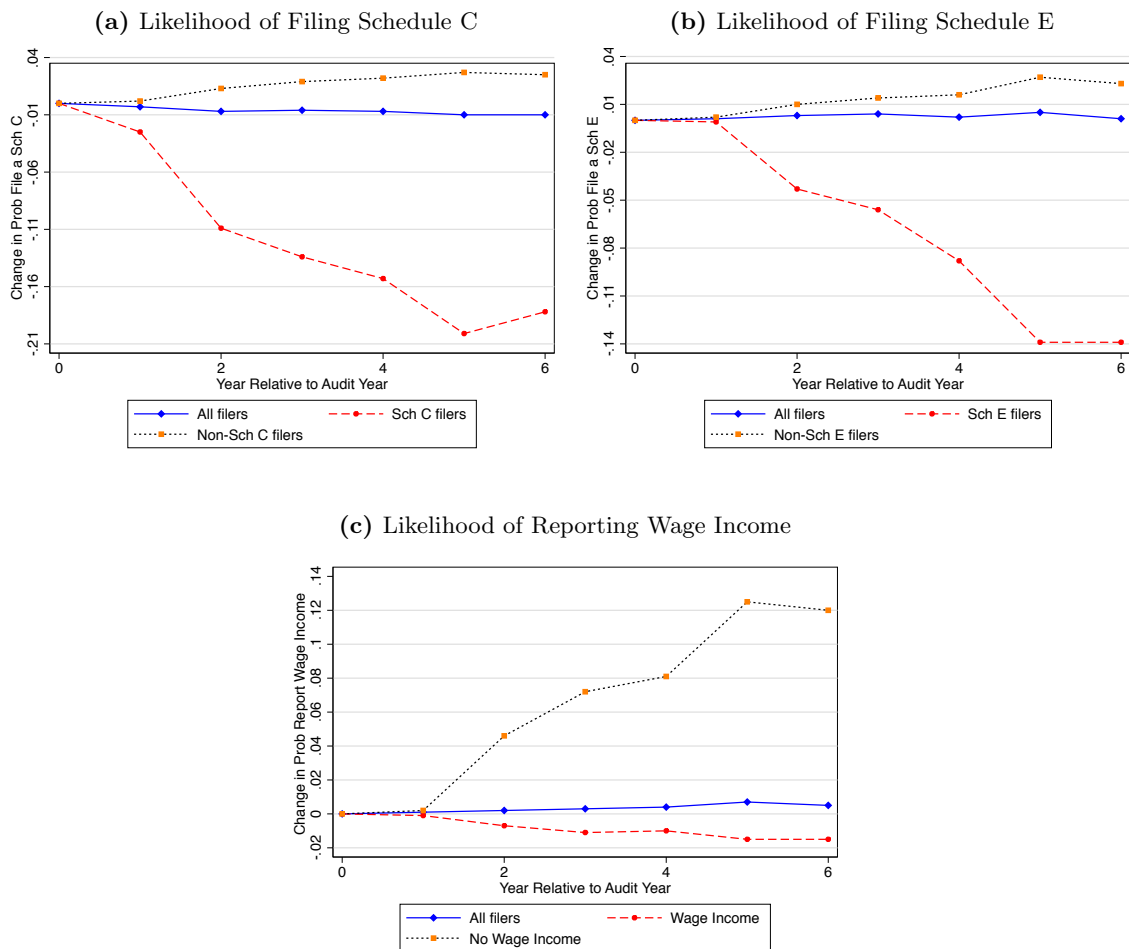 (a) Likelihood of Filing Schedule C
Change in Prob File a Sch C
.04
-.01
-.06
-.11
-.16
-.21
0 2 4 6
Year Relative to Audit Year
All filers Sch C filers
Non-Sch C filers
(b) Likelihood of Filing Schedule E
Change in Prob File a Sch E
.04
.01
-.02
-.05
-.08
-.11
-.14
0 2 4 6
Year Relative to Audit Year
All filers Sch E filers
Non-Sch E filers
(c) Likelihood of Reporting Wage Income
Change in Prob Report Wage Income
.14
.12
.1
.08
.06
.04
.02
0
-.02
0 2 4 6
Year Relative to Audit Year
All filers Wage Income
No Wage Income